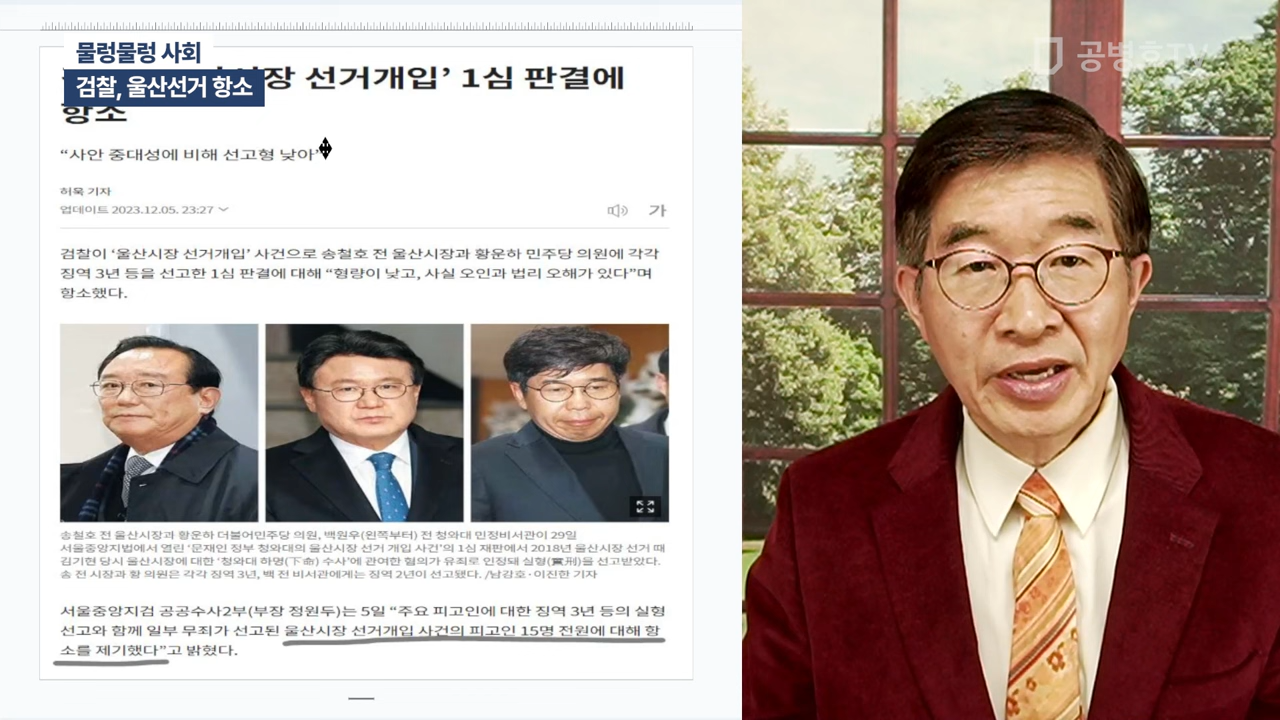 물렁물렁 사회
검찰, 울산선거 항소
장 선거개입’ 1심 판결에
항소
“사안 중대성에 비해 선고형 낮아”
허욱 기자
업데이트 2023.12.05. 23:27
가
검찰이 ‘울산시장 선거개입’ 사건으로 송철호 전 울산시장과 황운하 민주당 의원에 각각
징역 3년 등을 선고한 1심 판결에 대해 “형량이 낮고, 사실 오인과 법리 오해가 있다”며
항소했다.
송철호 전 울산시장과 황운하 더불어민주당 의원, 백원우(왼쪽부터) 전 청와대 민정비서관이 29일
서울중앙지법에서 열린 ‘문재인 정부 청와대의 울산시장 선거 개입 사건’의 1심 재판에서 2018년 울산시장 선거 때
김기현 당시 울산시장에 대한 ‘청와대 하명(下命) 수사’에 관여한 혐의가 유죄로 인정돼 실형(實刑)을 선고받았다.
송 전 시장과 황 의원은 각각 징역 3년, 백 전 비서관에게는 징역 2년이 선고됐다. /남강호·이진한 기자
서울중앙지검 공공수사2부(부장 정원두)는 5일 “주요 피고인에 대한 징역 3년 등의 실형
선고와 함께 일부 무죄가 선고된 울산시장 선거개입 사건의 피고인 15명 전원에 대해 항
소를 제기했다”고 밝혔다.
공병호TV